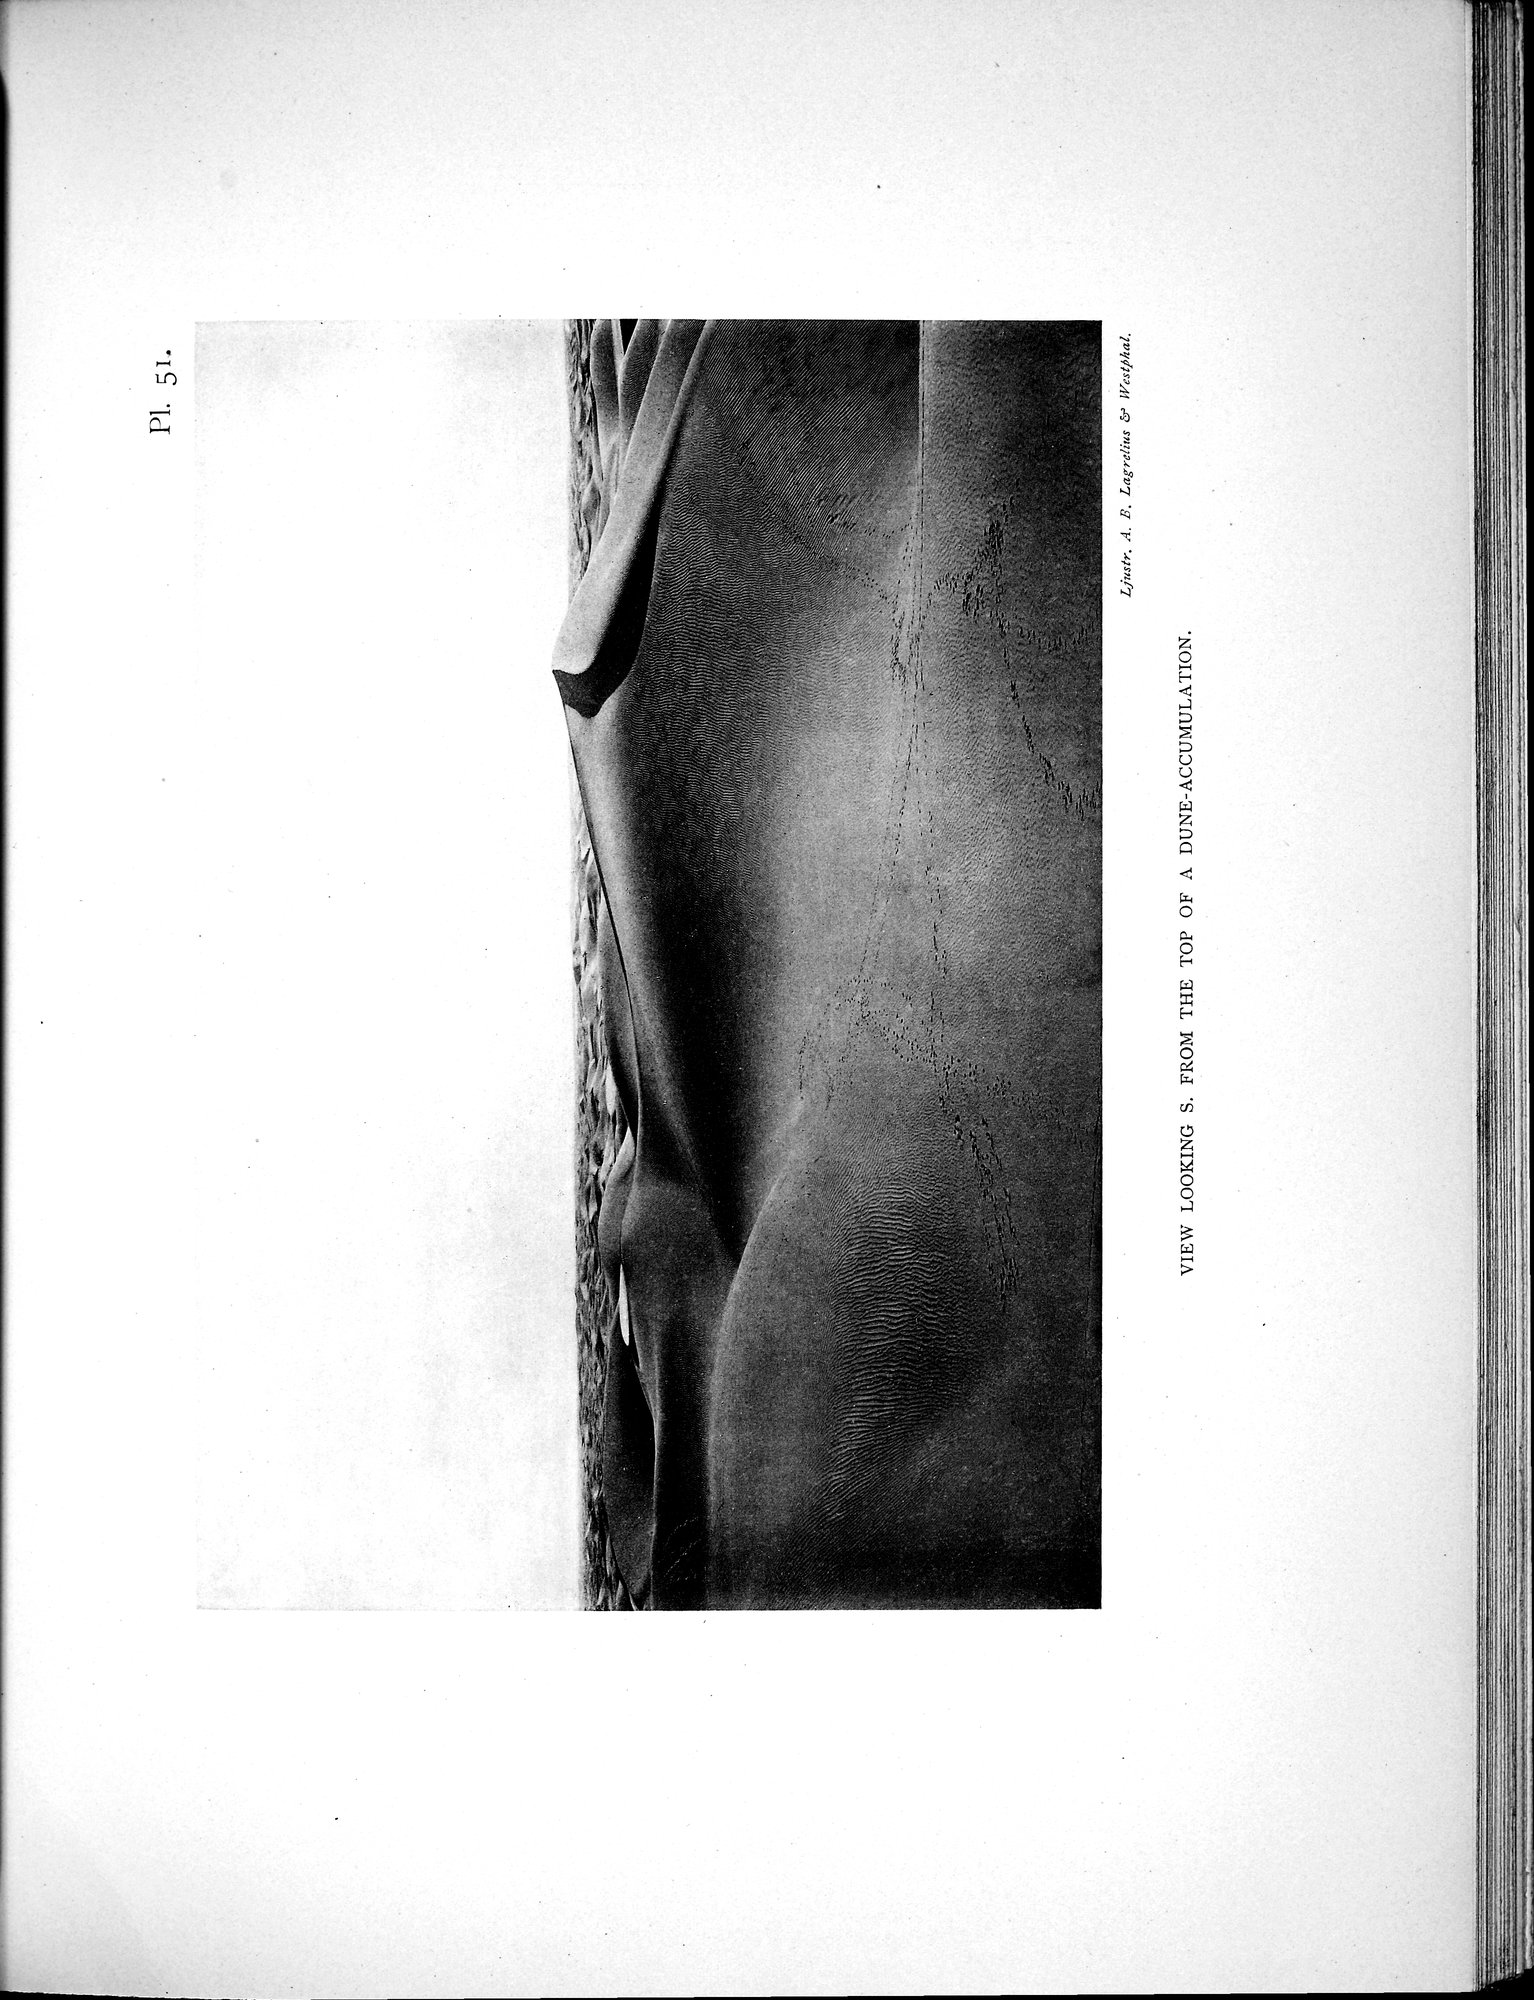 Pl. 51.
Ljustr. A. B. Lagrelius & Westphal.
VIEW LOOKING S. FROM THE TOP OF A DUNE-ACCUMULATION.